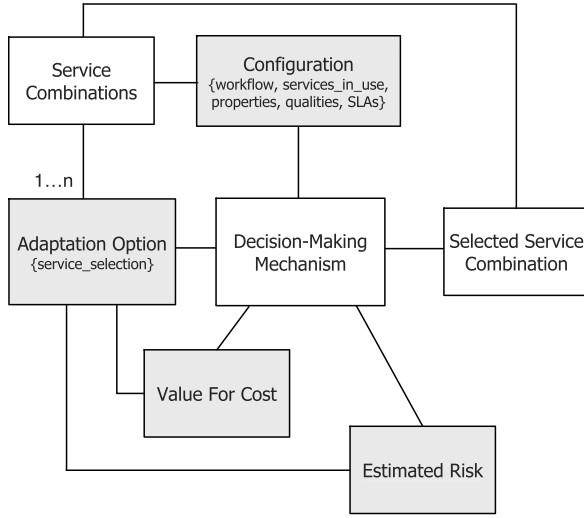 Service
Combinations
Configuration
{workflow, services_in_use,
properties, qualities, SLAs}
1...n
Adaptation Option
{service_selection}
Decision-Making
Mechanism
Selected Service
Combination
Value For Cost
Estimated Risk